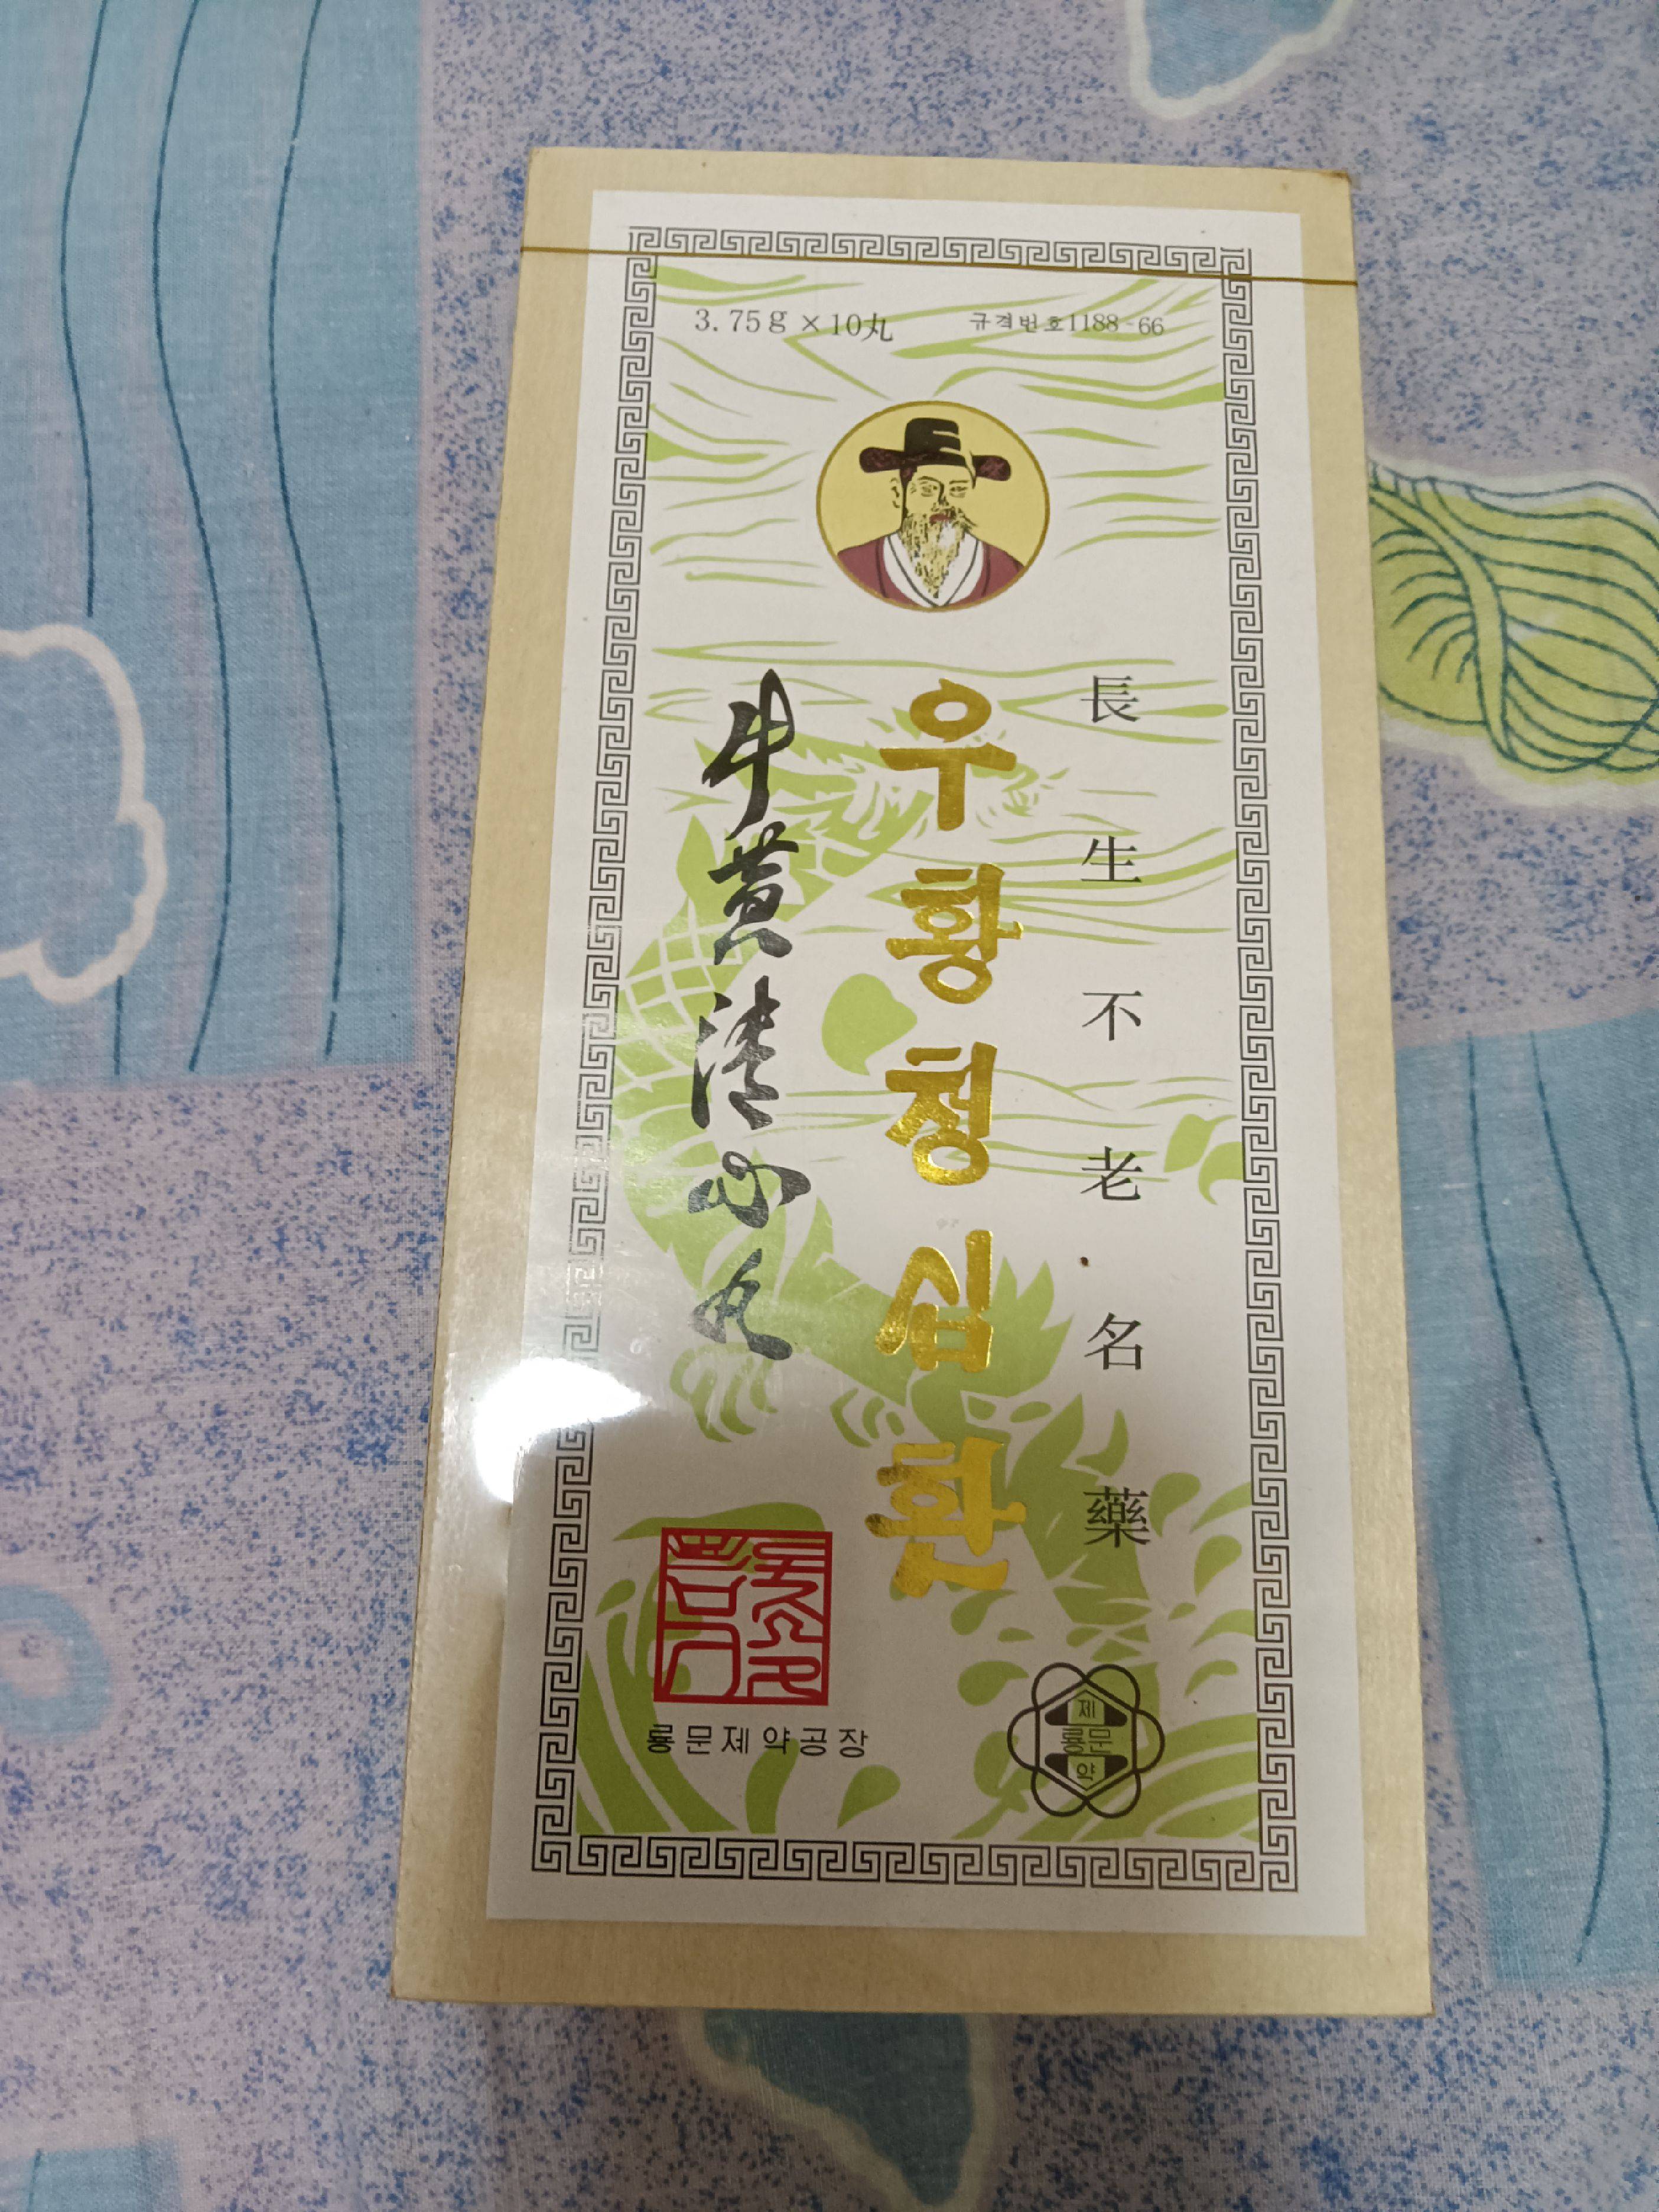 3.75g×10丸
규격번호1188-66
長生不老名藥
우황청심환
牛黄清心丸
룡문제약공장
제
룡문
약